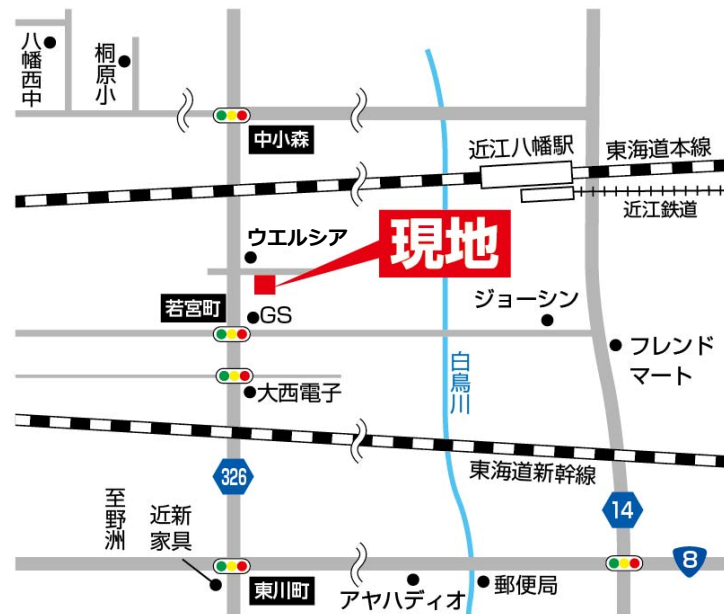 八幡西中
桐原小
中小森
近江八幡駅
東海道本線
近江鉄道
ウエルシア
現地
若宮町
GS
ジョーシン
フレンド
マート
白鳥川
大西電子
東海道新幹線
326
14
至野洲
近新
家具
8
東川町
アヤハディオ
郵便局